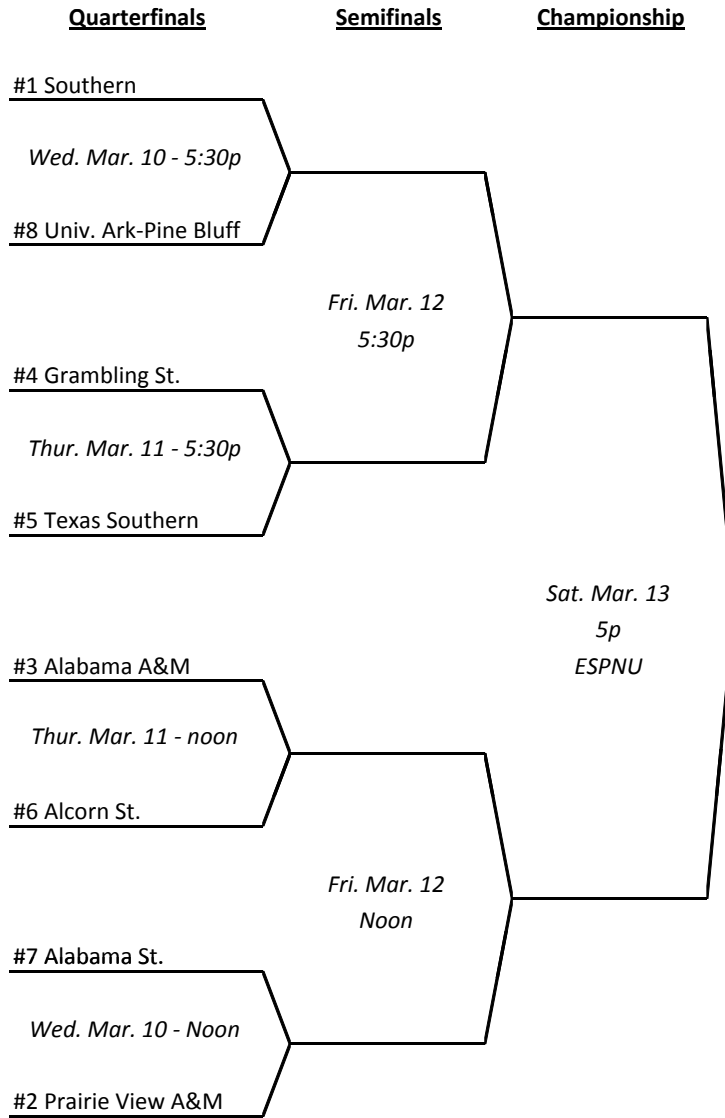 Quarterfinals Semifinals Championship
#1 Southern
Wed. Mar. 10 - 5:30p
#8 Univ. Ark-Pine Bluff
Fri. Mar. 12
5:30p
#4 Grambling St.
Thur. Mar. 11 - 5:30p
#5 Texas Southern
Sat. Mar. 13
5p
ESPNU
#3 Alabama A&M
Thur. Mar. 11 - noon
#6 Alcorn St.
Fri. Mar. 12
Noon
#7 Alabama St.
Wed. Mar. 10 - Noon
#2 Prairie View A&M